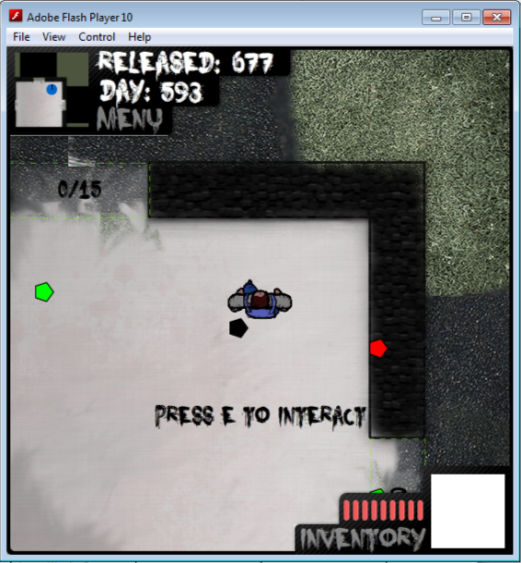 Adobe Flash Player 10
File View Control Help
RELEASED: 677
DAY: 593
MENU
0/15
PRESS E TO INTERACT
INVENTORY